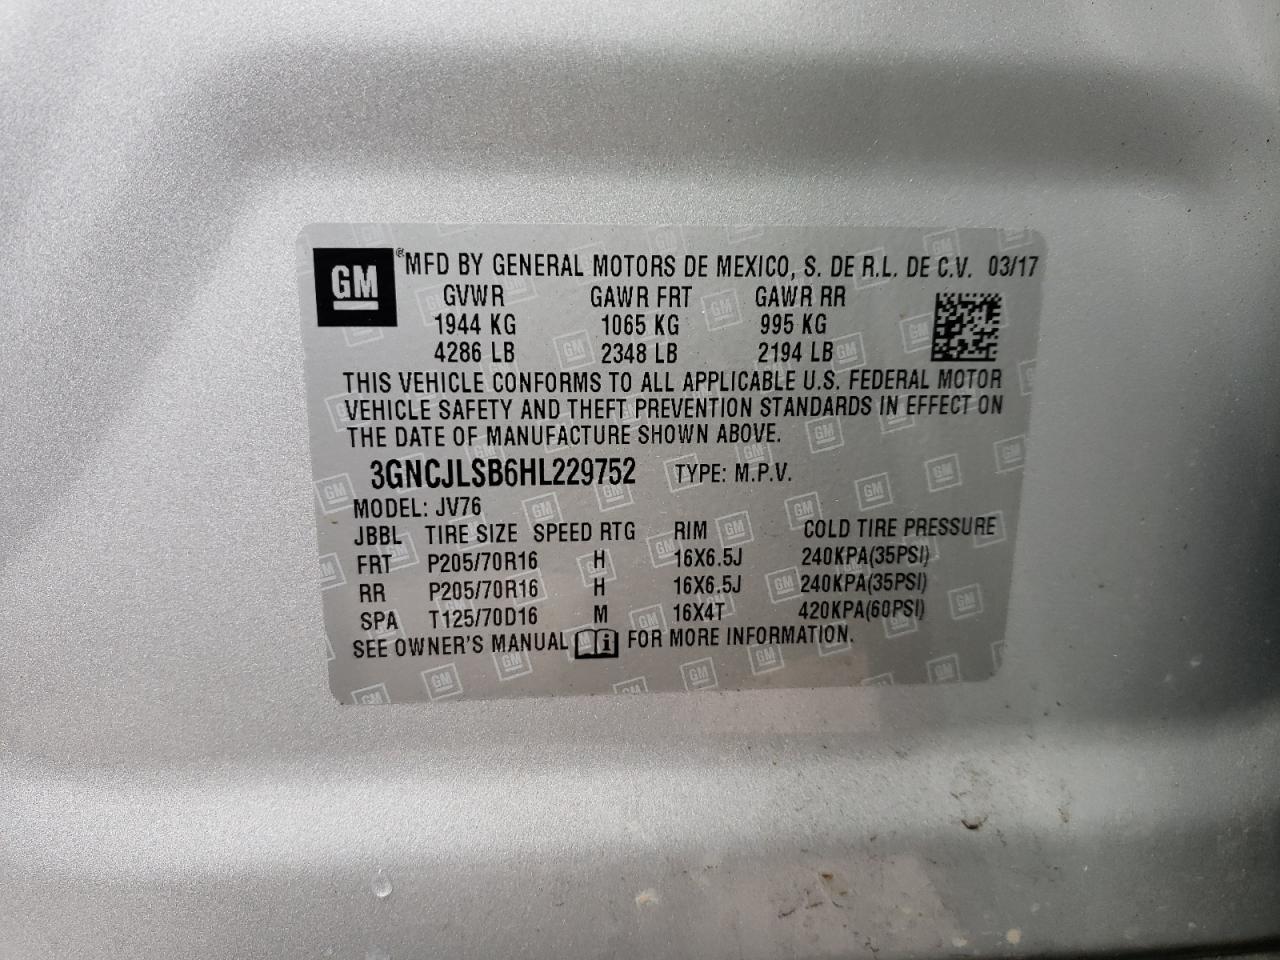 GM ® MFD BY GENERAL MOTORS DE MEXICO, S. DE R.L. DE C.V. 03/17
GVWR GAWR FRT GAWR RR
1944 KG 1065 KG 995 KG
4286 LB 2348 LB 2194 LB
THIS VEHICLE CONFORMS TO ALL APPLICABLE U.S. FEDERAL MOTOR
VEHICLE SAFETY AND THEFT PREVENTION STANDARDS IN EFFECT ON
THE DATE OF MANUFACTURE SHOWN ABOVE.
3GNCJLSB6HL229752 TYPE: M.P.V.
MODEL: JV76
JBBL TIRE SIZE SPEED RTG RIM COLD TIRE PRESSURE
FRT P205/70R16 H 16X6.5J 240KPA(35PSI)
RR P205/70R16 H 16X6.5J 240KPA(35PSI)
SPA T125/70D16 M 16X4T 420KPA(60PSI)
SEE OWNER'S MANUAL i FOR MORE INFORMATION.